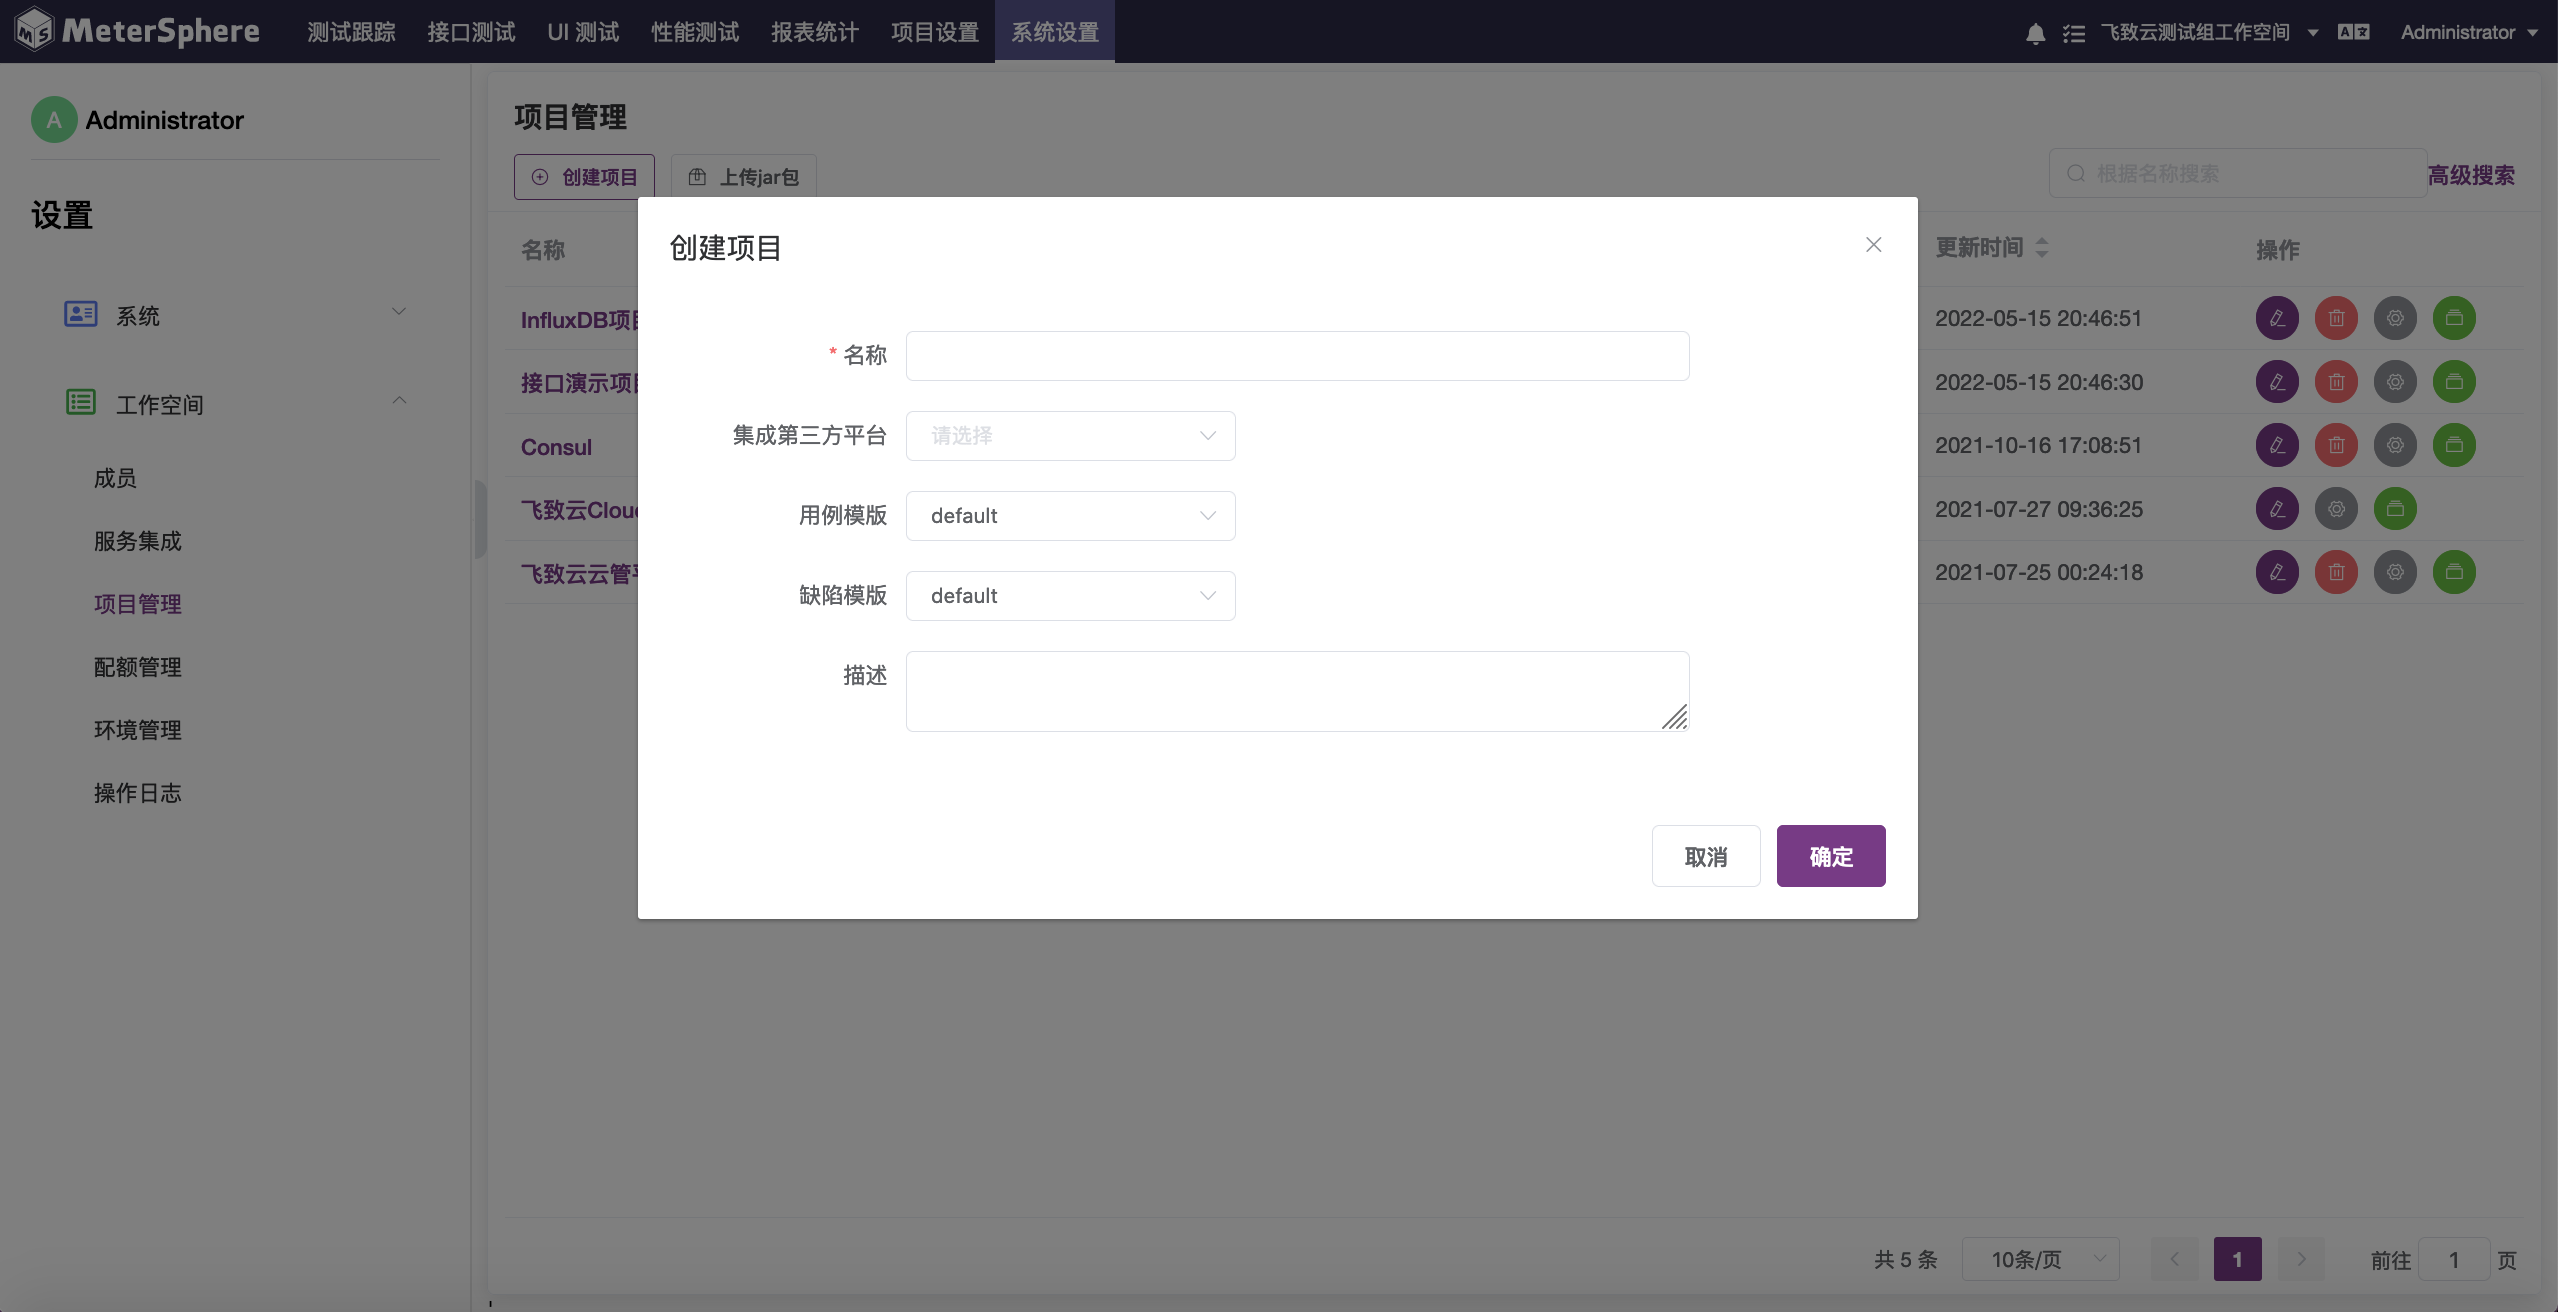 MeterSphere 测试跟踪 接口测试 UI 测试 性能测试 报表统计 项目设置 系统设置 飞致云测试组工作空间 Administrator
A Administrator
设置
系统
工作空间
成员
服务集成
项目管理
配额管理
环境管理
操作日志
项目管理
创建项目 上传jar包 根据名称搜索 高级搜索
名称 更新时间 操作
InfluxDB项 2022-05-15 20:46:51
接口演示项 2022-05-15 20:46:30
Consul 2021-10-16 17:08:51
飞致云Clou 2021-07-27 09:36:25
飞致云云管 2021-07-25 00:24:18
创建项目
* 名称
集成第三方平台 请选择
用例模版 default
缺陷模版 default
描述
取消 确定
共 5 条 10条/页 1 前往 1 页